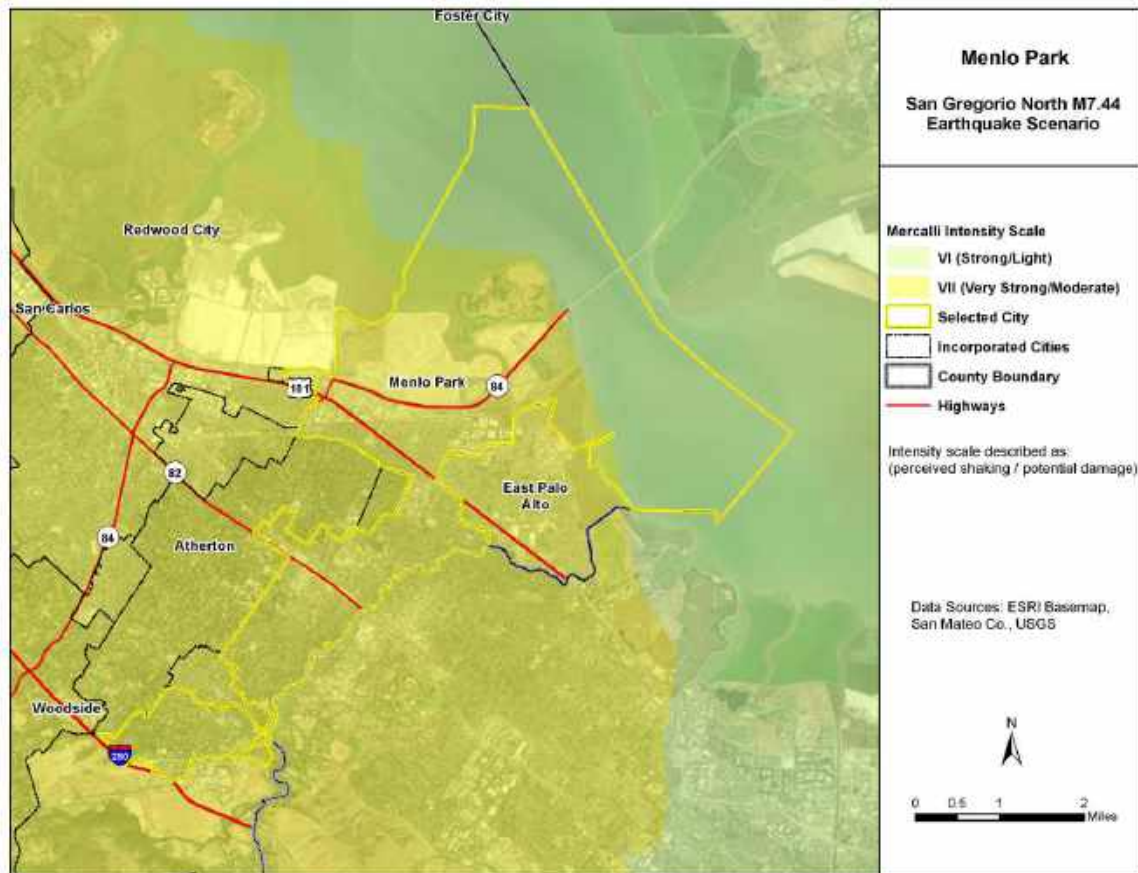 Foster City
Redwood City
San Carlos
101
Menlo Park
84
82
East Palo
Alto
84
Atherton
Woodside
280
Menlo Park
San Gregorio North M7.44
Earthquake Scenario
Mercalli Intensity Scale
VI (Strong/Light)
VII (Very Strong/Moderate)
Selected City
Incorporated Cities
County Boundary
Highways
Intensity scale described as:
(perceived shaking / potential damage)
Data Sources: ESRI Basemap,
San Mateo Co., USGS
N
0 0.5 1 2
Miles